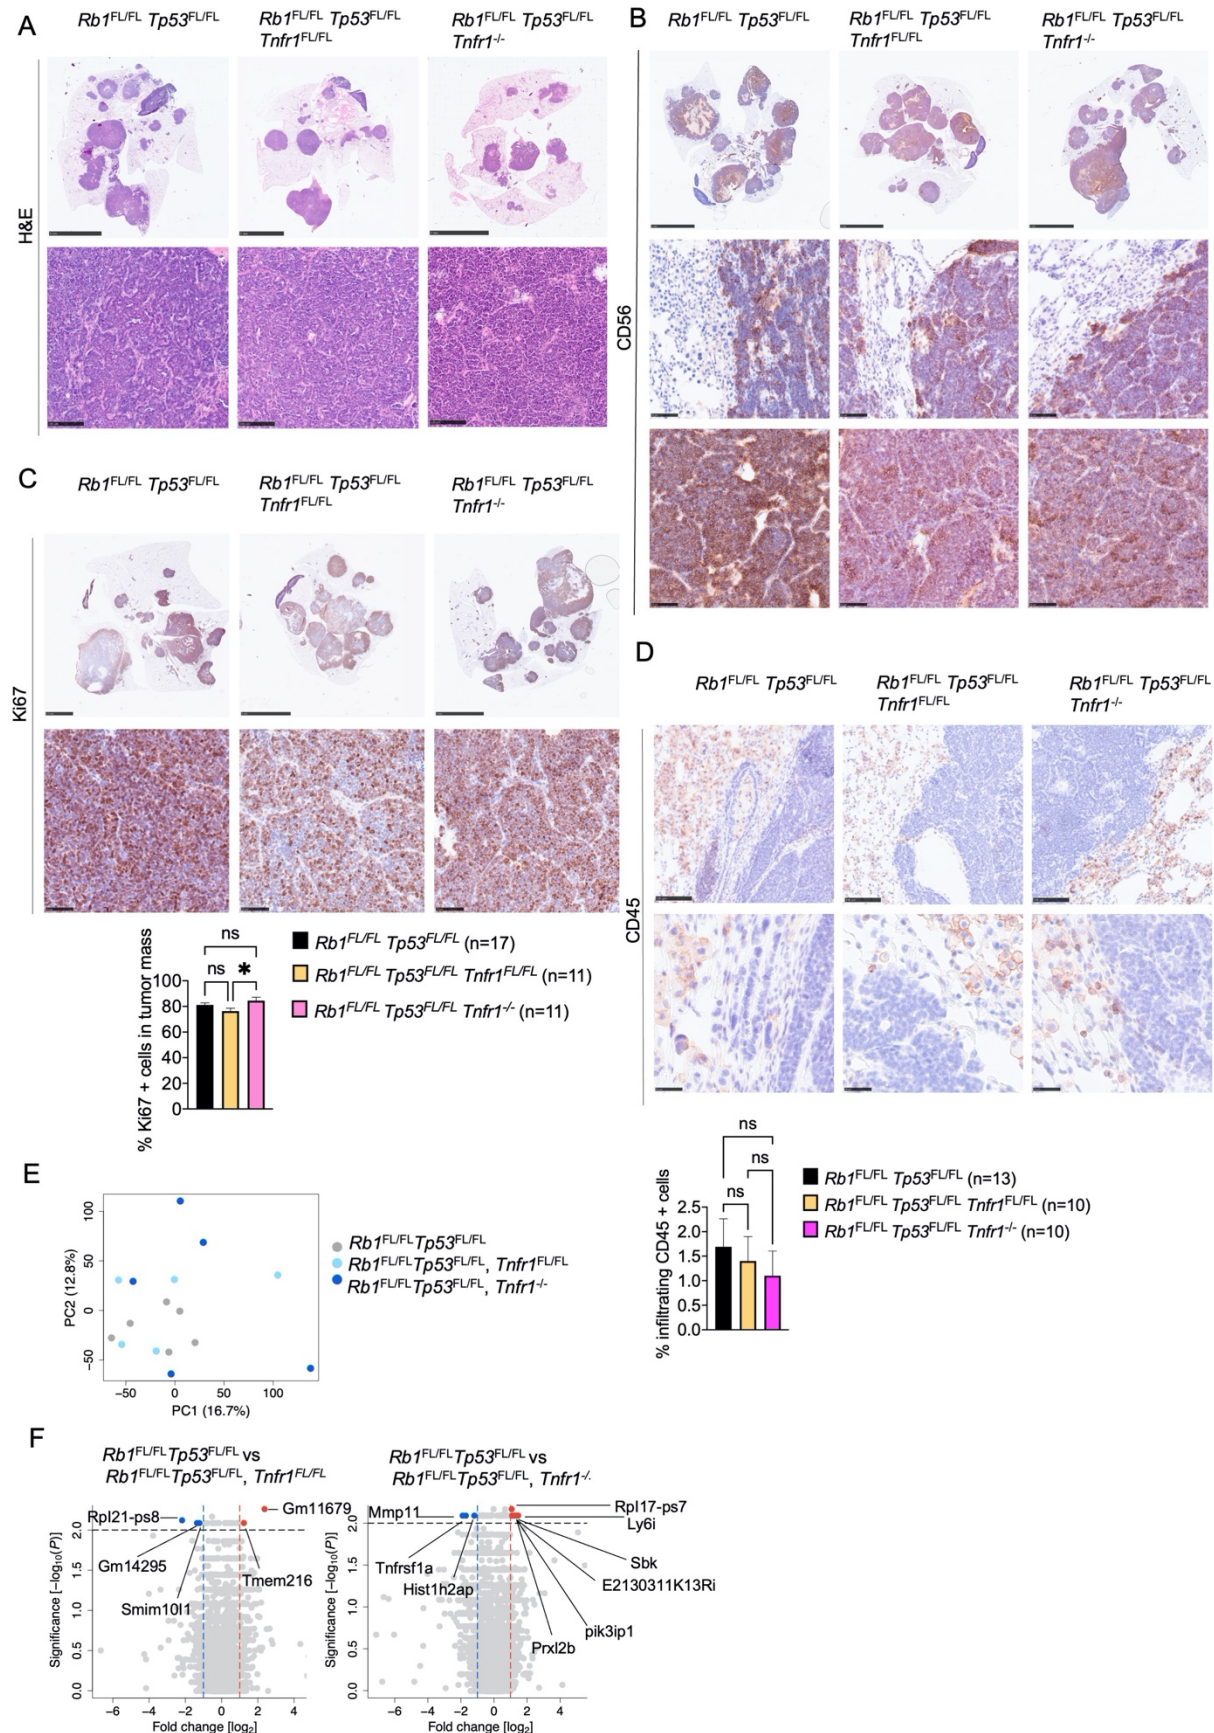 A
Rb1FL/FL Tp53FL/FL
Rb1FL/FL Tp53FL/FL
Tnfr1FL/FL
Rb1FL/FL Tp53FL/FL
Tnfr1-/-
H&E
B
Rb1FL/FL Tp53FL/FL
Rb1FL/FL Tp53FL/FL
Tnfr1FL/FL
Rb1FL/FL Tp53FL/FL
Tnfr1-/-
CD56
C
Rb1FL/FL Tp53FL/FL
Rb1FL/FL Tp53FL/FL
Tnfr1FL/FL
Rb1FL/FL Tp53FL/FL
Tnfr1-/-
Ki67
ns
ns
*
% Ki67 + cells in tumor mass
100
80
60
40
20
0
Rb1FL/FL Tp53FL/FL (n=17)
Rb1FL/FL Tp53FL/FL Tnfr1FL/FL (n=11)
Rb1FL/FL Tp53FL/FL Tnfr1-/- (n=11)
D
Rb1FL/FL Tp53FL/FL
Rb1FL/FL Tp53FL/FL
Tnfr1FL/FL
Rb1FL/FL Tp53FL/FL
Tnfr1-/-
CD45
ns
ns
ns
% infiltrating CD45 + cells
2.5
2.0
1.5
1.0
0.5
0.0
Rb1FL/FL Tp53FL/FL (n=13)
Rb1FL/FL Tp53FL/FL Tnfr1FL/FL (n=10)
Rb1FL/FL Tp53FL/FL Tnfr1-/- (n=10)
E
PC2 (12.8%)
100
50
0
−50
−50 0 50 100
PC1 (16.7%)
Rb1FL/FLTp53FL/FL
Rb1FL/FLTp53FL/FL, Tnfr1FL/FL
Rb1FL/FLTp53FL/FL, Tnfr1-/-
F
Rb1FL/FLTp53FL/FL vs
Rb1FL/FLTp53FL/FL, Tnfr1FL/FL
Significance [−log10(P)]
2.0
1.5
1.0
0.5
0.0
Rpl21-ps8
Gm11679
Gm14295
Tmem216
Smim10l1
−6 −4 −2 0 2 4
Fold change [log2]
Rb1FL/FLTp53FL/FL vs
Rb1FL/FLTp53FL/FL, Tnfr1-/-
Significance [−log10(P)]
2.0
1.5
1.0
0.5
0.0
Mmp11
Rpl17-ps7
Ly6i
Tnfrsf1a
Sbk
Hist1h2ap
E2130311K13Ri
pik3ip1
Prxl2b
−6 −4 −2 0 2 4
Fold change [log2]